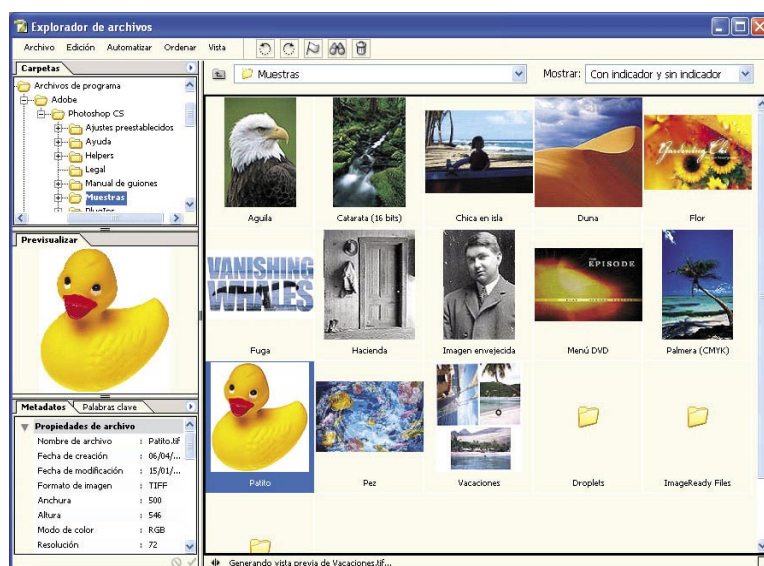 Explorador de archivos
Archivo Edición Automatizar Ordenar Vista
Carpetas
Archivos de programa
Adobe
Photoshop CS
Ajustes preestablecidos
Ayuda
Helpers
Legal
Manual de guiones
Muestras
PlugIns
Muestras
Mostrar: Con indicador y sin indicador
Aguila
Catarata (16 bits)
Chica en isla
Duna
Gardening
Flor
VANISHING
WHALES
Fuga
Hacienda
Imagen envejecida
EPISODE
Menú DVD
Palmera (CMYK)
Patito
Pez
Vacaciones
Droplets
ImageReady Files
Previsualizar
Metadatos Palabras clave
Propiedades de archivo
Nombre de archivo : Patito.tif
Fecha de creación : 06/04/...
Fecha de modificación : 15/01/...
Formato de imagen : TIFF
Anchura : 500
Altura : 546
Modo de color : RGB
Resolución : 72
Generando vista previa de Vacaciones.tif...